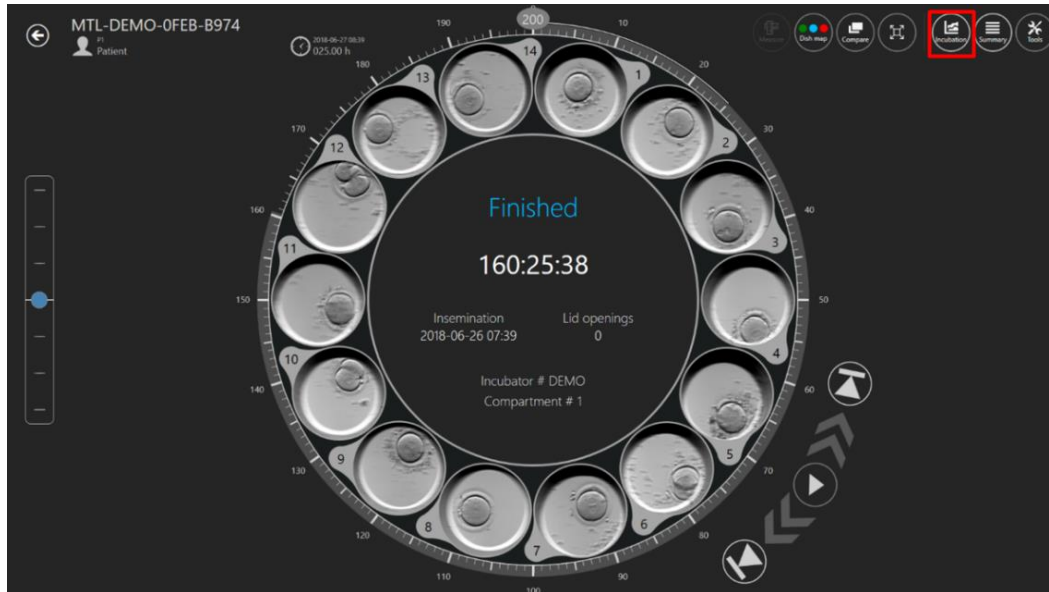 MTL-DEMO-0FEB-B974
P1
Patient
2018-06-27 08:39
025.00 h
Measure
Dish map
Compare
Incubation
Summary
Tools
200
10
20
30
40
50
60
70
80
90
100
110
120
130
140
150
160
170
180
190
1
2
3
4
5
6
7
8
9
10
11
12
13
14
Finished
160:25:38
Insemination Lid openings
2018-06-26 07:39 0
Incubator # DEMO
Compartment # 1